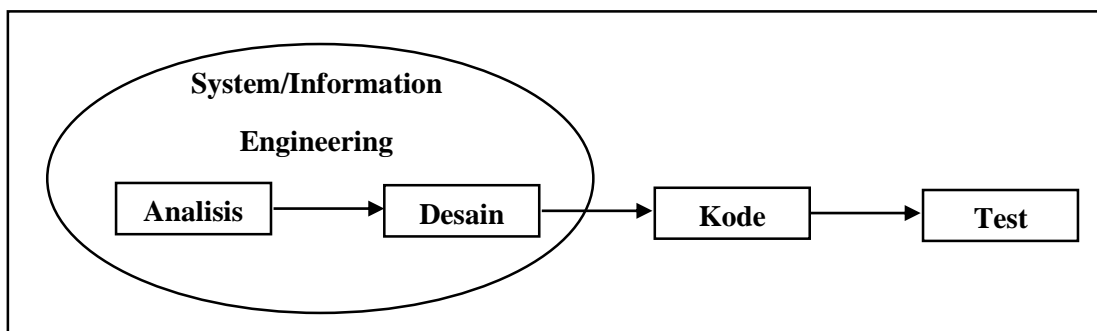 System/Information
Engineering
Analisis
Desain
Kode
Test